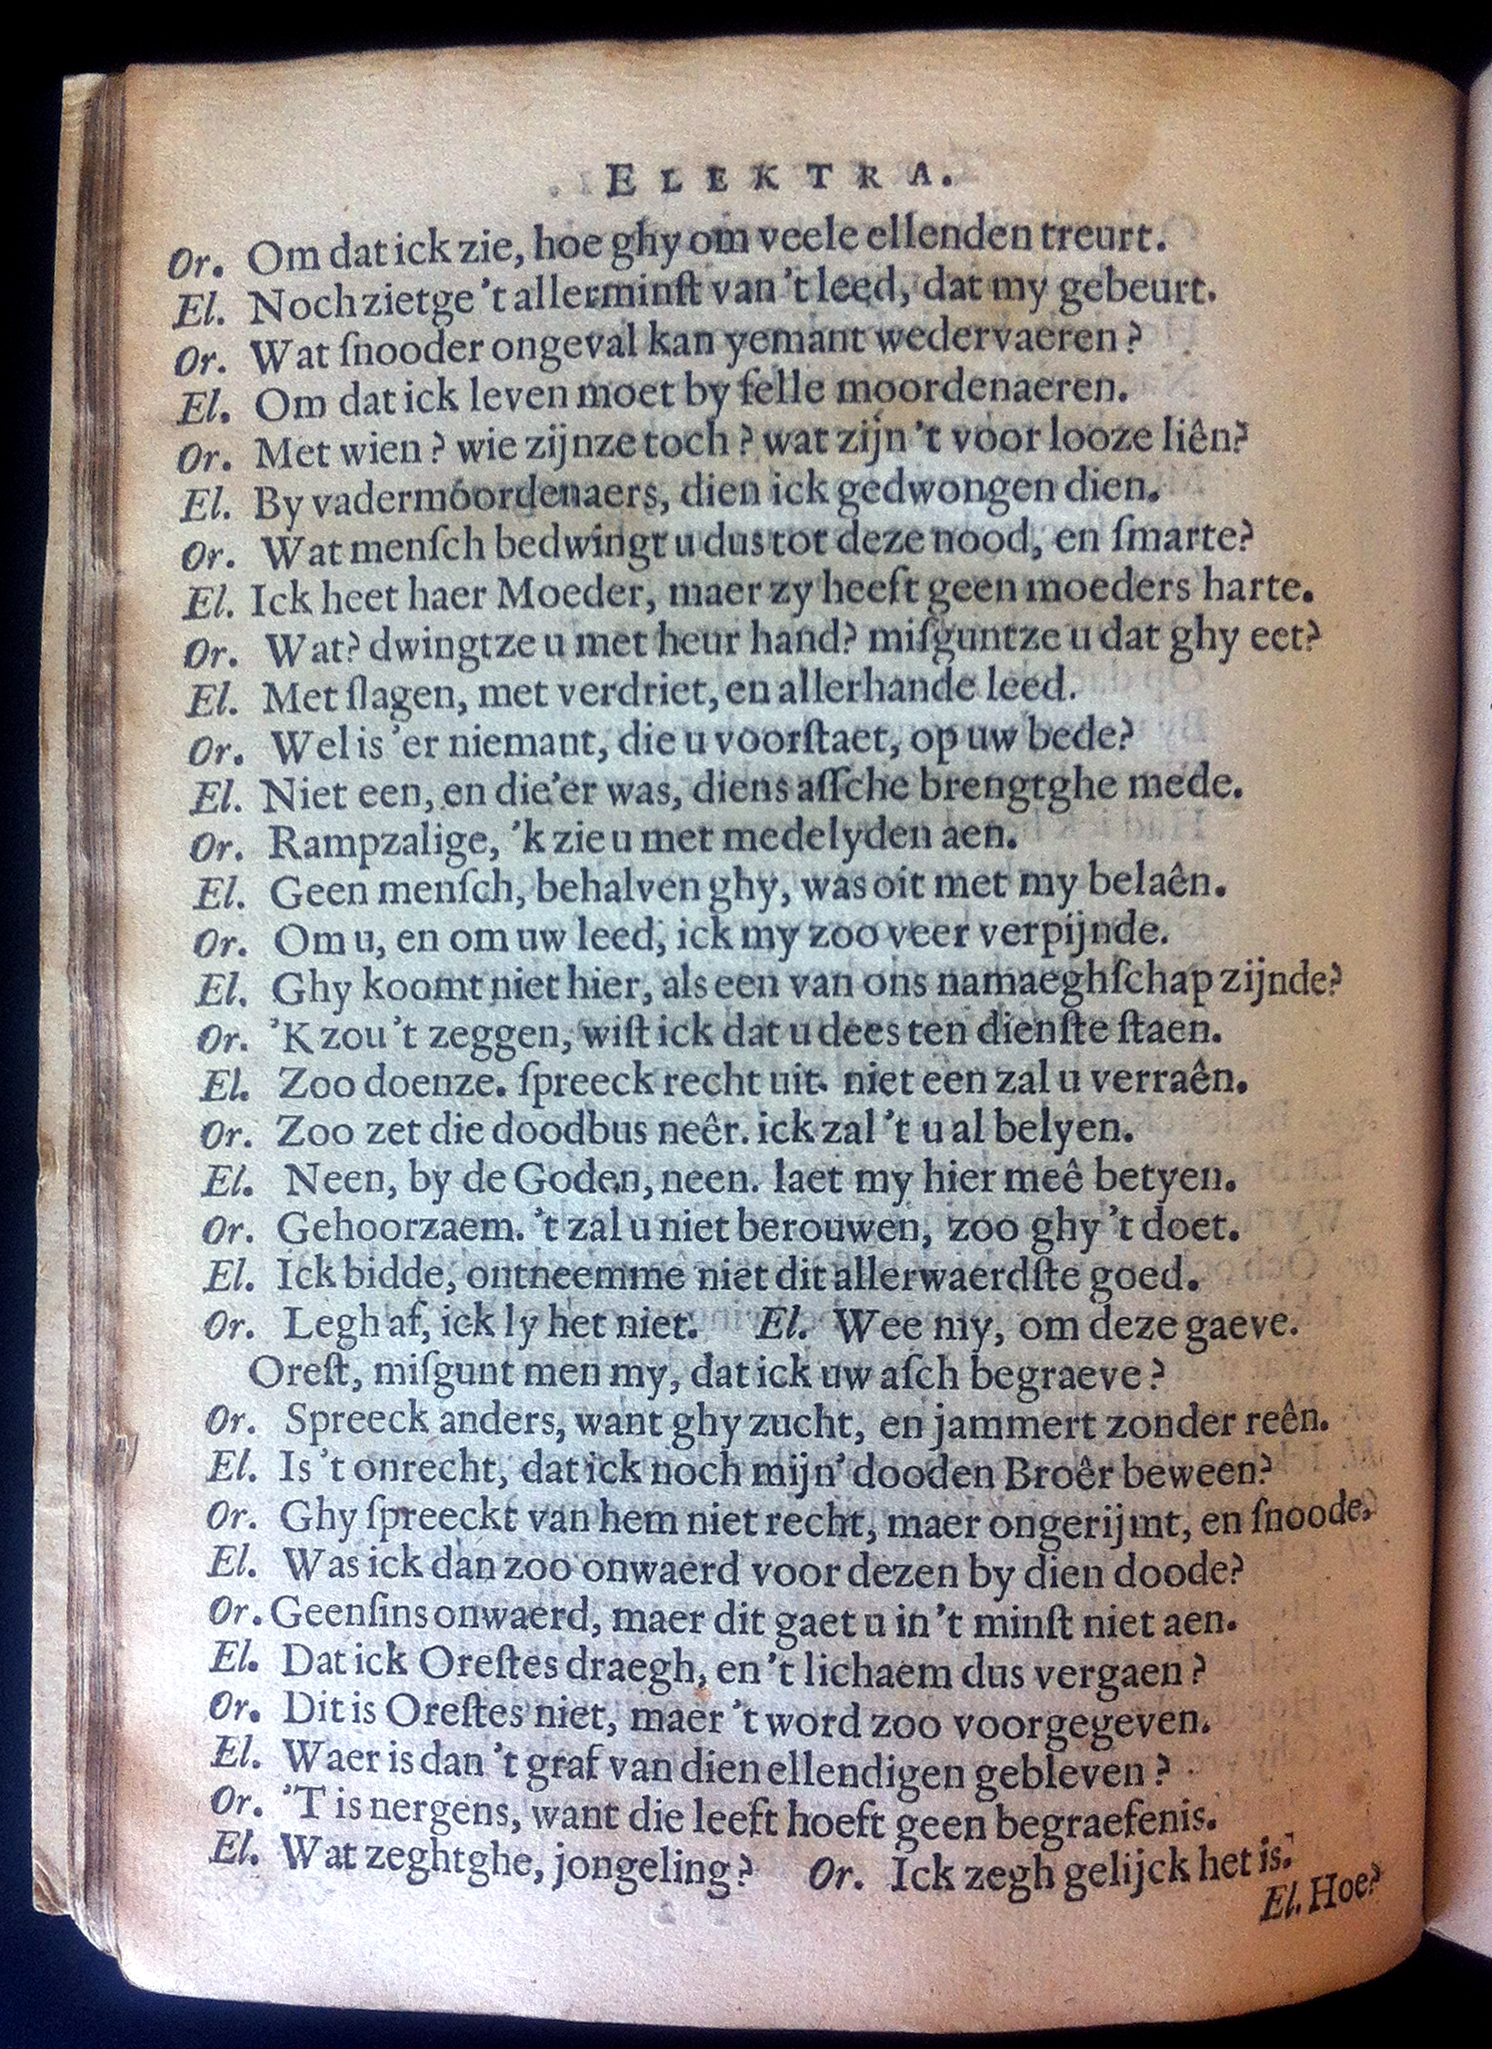 ELEKTRA.
Or. Om dat ick zie, hoe ghy om veele ellenden treurt.
El. Noch zietge 't allerminſt van 't leed, dat my gebeurt.
Or. Wat ſnooder ongeval kan yemant wedervaeren?
El. Om dat ick leven moet by felle moordenaeren.
Or. Met wien? wie zijnze toch? wat zijn 't voor looze liên?
El. By vadermoordenaers, dien ick gedwongen dien.
Or. Wat menſch bedwingt u dus tot deze nood, en ſmarte?
El. Ick heet haer Moeder, maer zy heeft geen moeders harte.
Or. Wat? dwingtze u met heur hand? miſguntze u dat ghy eet?
El. Met ſlagen, met verdriet, en allerhande leed.
Or. Wel is 'er niemant, die u voorſtaet, op uw bede?
El. Niet een, en die'er was, diens aſſche brengtghe mede.
Or. Rampzalige, 'k zie u met medelyden aen.
El. Geen menſch, behalven ghy, was oit met my belaên.
Or. Om u, en om uw leed, ick my zoo veer verpijnde.
El. Ghy koomt niet hier, als een van ons namaeghſchap zijnde?
Or. 'K zou 't zeggen, wiſt ick dat u dees ten dienſte ſtaen.
El. Zoo doenze. ſpreeck recht uit. niet een zal u verraên.
Or. Zoo zet die doodbus neêr. ick zal 't u al belyen.
El. Neen, by de Goden, neen. laet my hier meê betyen.
Or. Gehoorzaem. 't zal u niet berouwen, zoo ghy 't doet.
El. Ick bidde, ontneemme niet dit allerwaerdſte goed.
Or. Legh af, ick ly het niet. El. Wee my, om deze gaeve.
Oreſt, miſgunt men my, dat ick uw aſch begraeve?
Or. Spreeck anders, want ghy zucht, en jammert zonder reên.
El. Is 't onrecht, dat ick noch mijn' dooden Broêr beween?
Or. Ghy ſpreeckt van hem niet recht, maer ongerijmt, en ſnoode.
El. Was ick dan zoo onwaerd voor dezen by dien doode?
Or. Geenſins onwaerd, maer dit gaet u in 't minſt niet aen.
El. Dat ick Oreſtes draegh, en 't lichaem dus vergaen?
Or. Dit is Oreſtes niet, maer 't word zoo voorgegeven.
El. Waer is dan 't graf van dien ellendigen gebleven?
Or. 'T is nergens, want die leeft hoeft geen begraefenis.
El. Wat zeghtghe, jongeling? Or. Ick zegh gelijck het is.
El. Hoe?